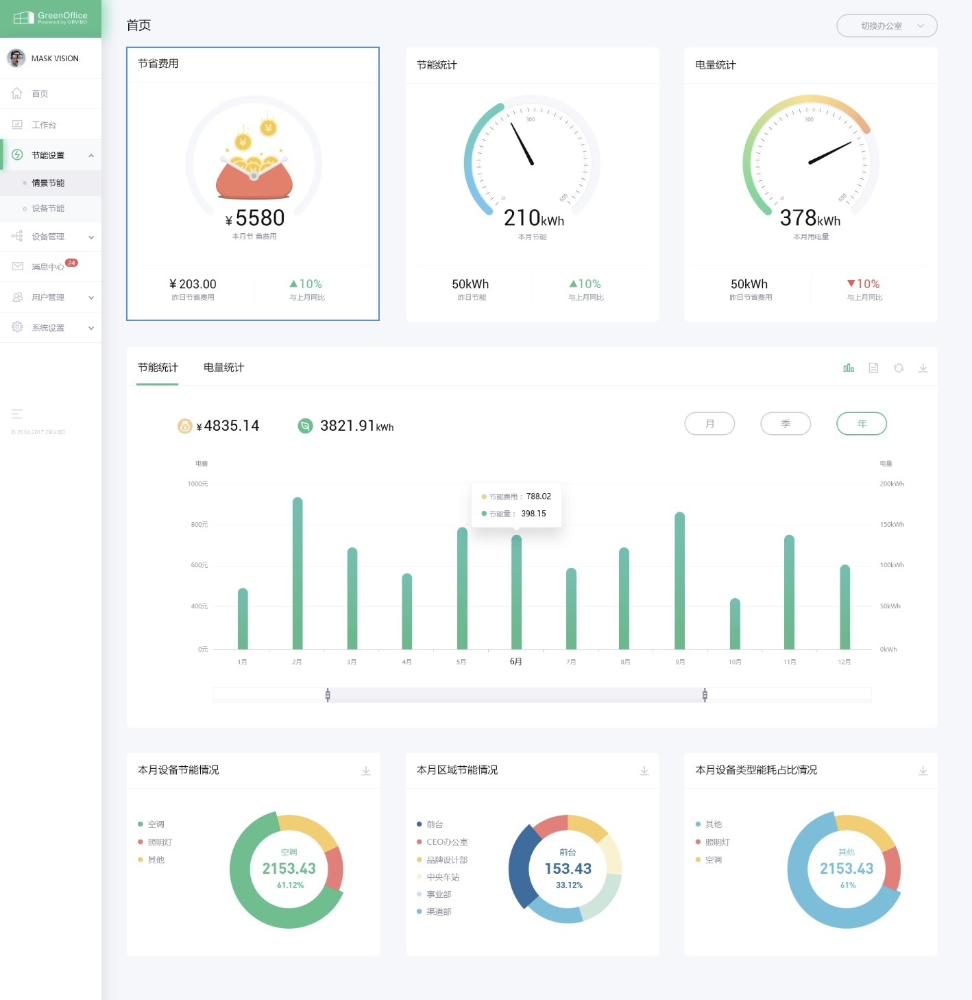 GreenOffice
Powered by ORVIBO
MASK VISION
首页
工作台
节能设置
情景节能
设备节能
设备管理
消息中心 24
用户管理
系统设置
© 2014-2017 ORVIBO
首页
切换办公室
节省费用
¥ 5580
本月节 省费用
¥ 203.00
昨日节省费用
▲10%
与上月同比
节能统计
300
0
600
210kWh
本月节能
50kWh
昨日节能
▲10%
与上月同比
电量统计
300
0
600
378kWh
本月用电量
50kWh
昨日节省费用
▼10%
与上月同比
节能统计 电量统计
¥ 4835.14
3821.91kWh
月 季 年
电费
电量
1000元
800元
600元
400元
0元
200kWh
150kWh
100kWh
50kWh
0kWh
节能费用： 788.02
节能量： 398.15
1月 2月 3月 4月 5月 6月 7月 8月 9月 10月 11月 12月
本月设备节能情况
空调
照明灯
其他
空调
2153.43
61.12%
本月区域节能情况
前台
CEO办公室
品牌设计部
中央车站
事业部
渠道部
前台
153.43
33.12%
本月设备类型能耗占比情况
其他
照明灯
空调
其他
2153.43
61%